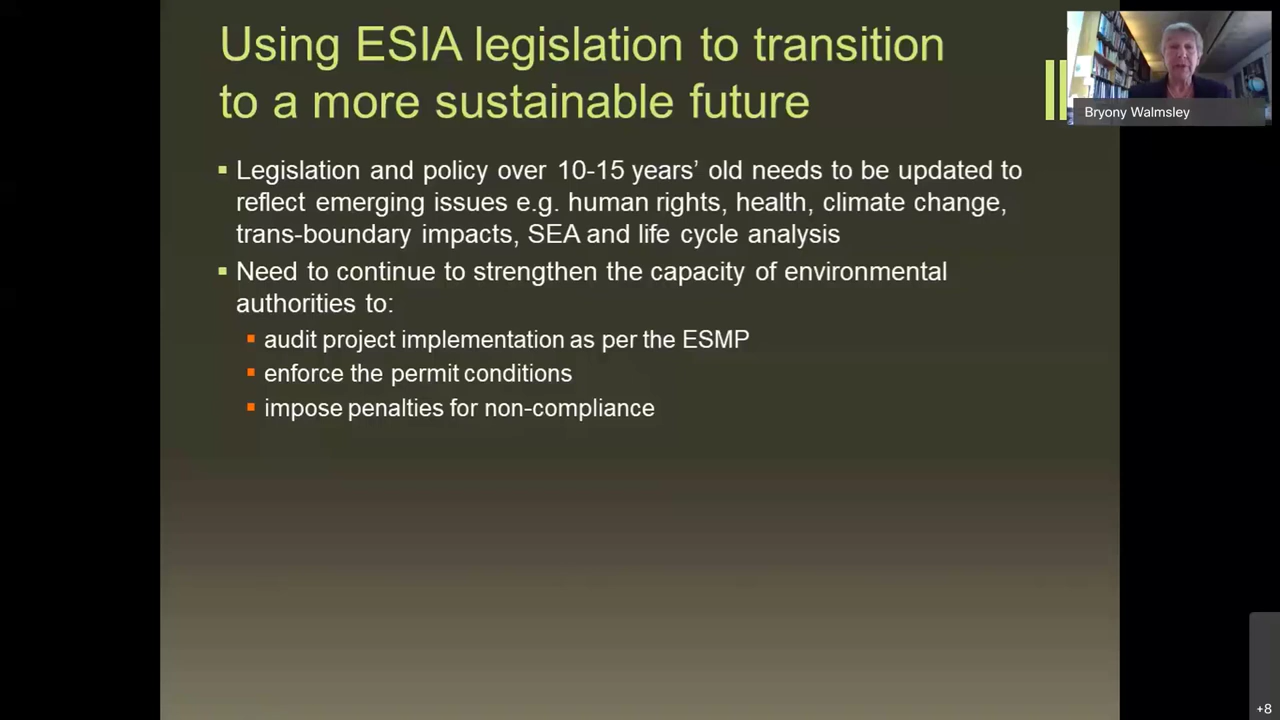 Using ESIA legislation to transition
to a more sustainable future
Bryony Walmsley
▪ Legislation and policy over 10-15 years’ old needs to be updated to
reflect emerging issues e.g. human rights, health, climate change,
trans-boundary impacts, SEA and life cycle analysis
▪ Need to continue to strengthen the capacity of environmental
authorities to:
▪ audit project implementation as per the ESMP
▪ enforce the permit conditions
▪ impose penalties for non-compliance
+8